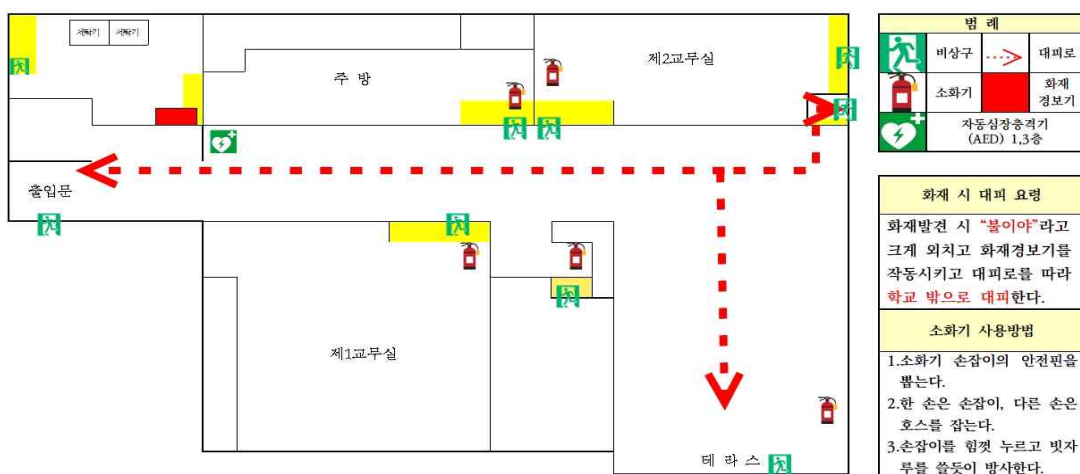 세탁기 세탁기
주 방
제2교무실
출입문
제1교무실
테 라 스
범 례
비상구
대피로
소화기
화재
경보기
자동심장충격기
(AED) 1,3층
화재 시 대피 요령
화재발견 시 “불이야”라고
크게 외치고 화재경보기를
작동시키고 대피로를 따라
학교 밖으로 대피한다.
소화기 사용방법
1.소화기 손잡이의 안전핀을
뽑는다.
2.한 손은 손잡이, 다른 손은
호스를 잡는다.
3.손잡이를 힘껏 누르고 빗자
루를 쓸듯이 방사한다.